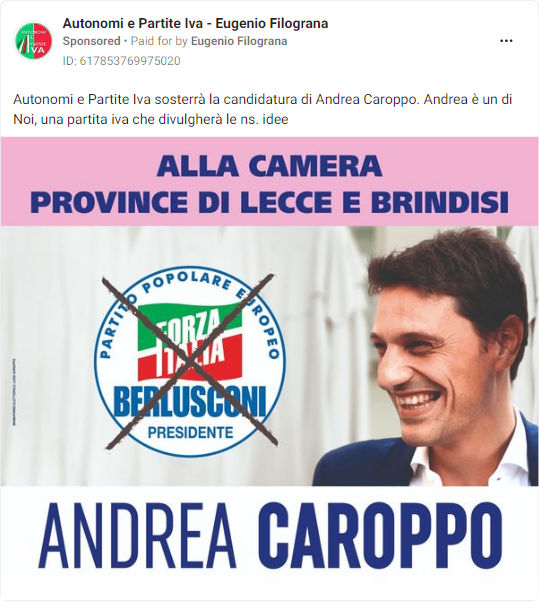 Autonomi e Partite Iva - Eugenio Filograna
Sponsored • Paid for by Eugenio Filograna
ID: 617853769975020
Autonomi e Partite Iva sosterrà la candidatura di Andrea Caroppo. Andrea è un di
Noi, una partita iva che divulgherà le ns. idee
ALLA CAMERA
PROVINCE DI LECCE E BRINDISI
PARTITO POPOLARE EUROPEO
FORZA
ITALIA
BERLUSCONI
PRESIDENTE
ANDREA CAROPPO